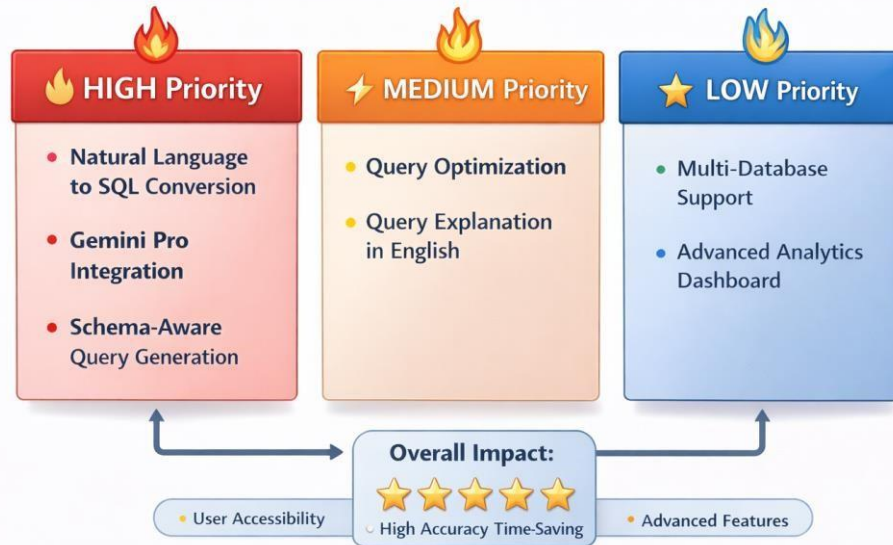 HIGH Priority
Natural Language
to SQL Conversion
Gemini Pro
Integration
Schema-Aware
Query Generation
MEDIUM Priority
Query Optimization
Query Explanation
in English
LOW Priority
Multi-Database
Support
Advanced Analytics
Dashboard
Overall Impact:
User Accessibility
High Accuracy Time-Saving
Advanced Features